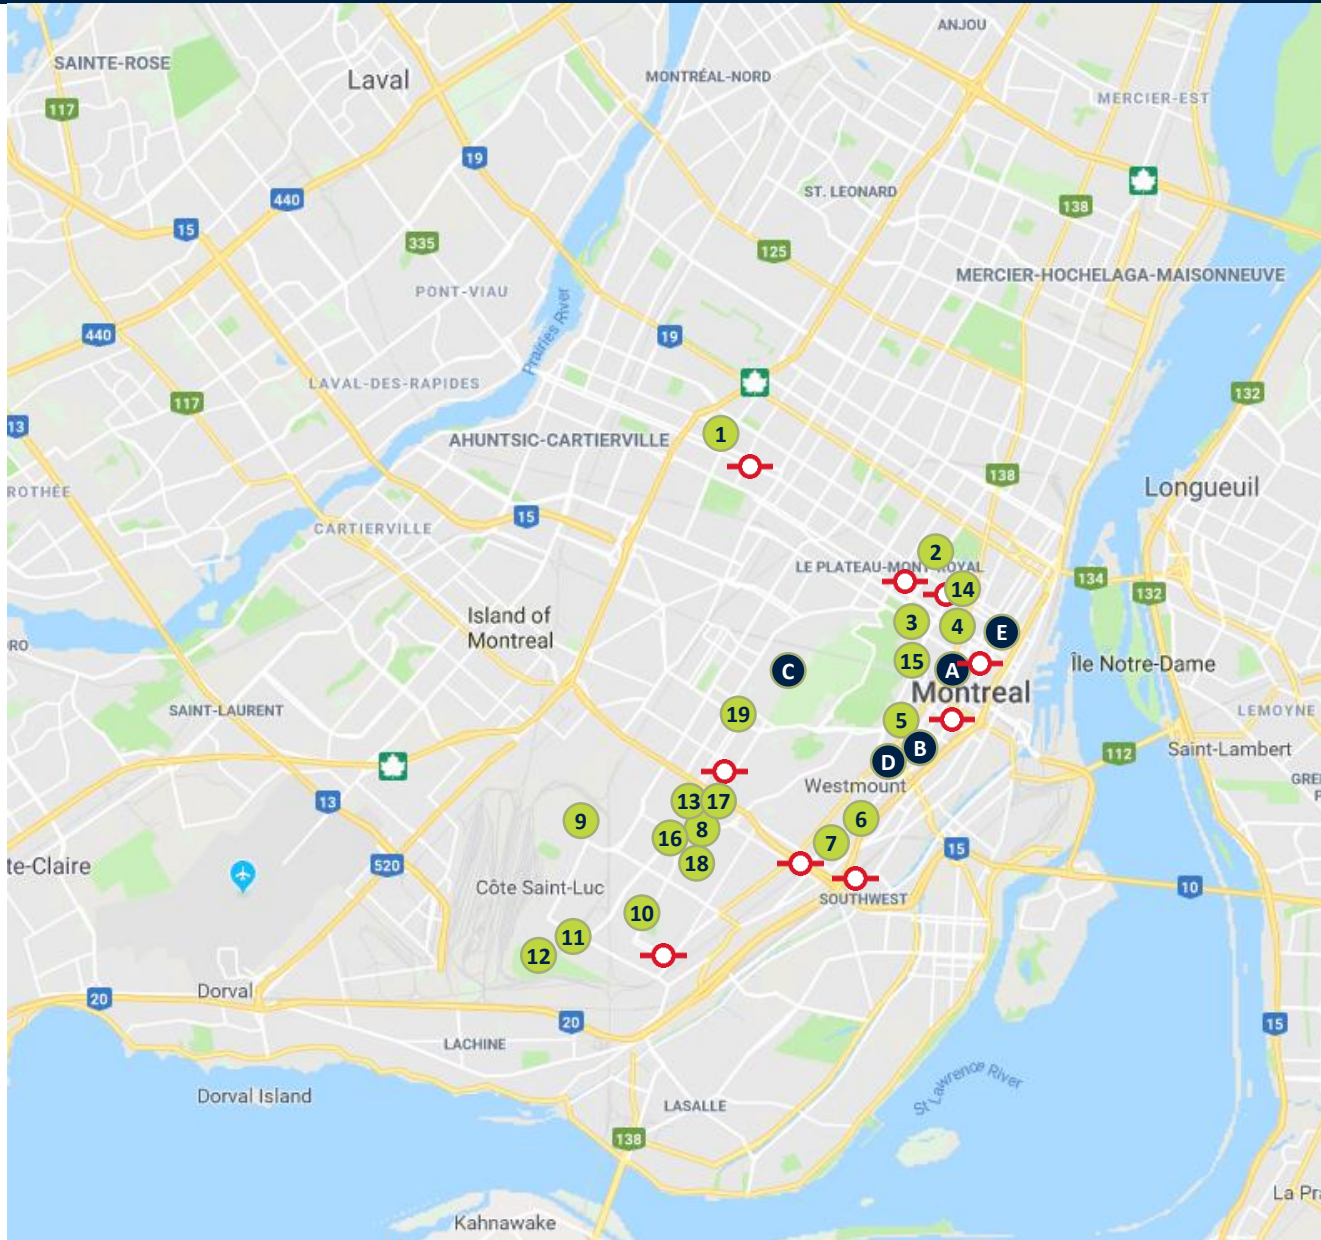 ANJOU
SAINTE-ROSE
Laval
MONTRÉAL-NORD
MERCIER-EST
117
19
ST. LEONARD
440
138
15
335
125
MERCIER-HOCHELAGA-MAISONNEUVE
PONT-VIAU
Prairies River
440
19
LAVAL-DES-RAPIDES
132
117
13
1
AHUNTSIC-CARTIERVILLE
138
Longueuil
ROTHÉE
15
CARTIERVILLE
2
LE PLATEAU-MONT-ROYAL
134
14
132
Island of
Montreal
3
4
E
RO
15
A
C
Île Notre-Dame
Montreal
SAINT-LAURENT
19
5
LEMOYNE
B
Saint-Lambert
112
D
GRE
P
Westmount
13
13
17
9
6
8
16
7
15
18
te-Claire
520
Côte Saint-Luc
10
SOUTHWEST
10
11
12
Dorval
20
20
15
LACHINE
St Lawrence River
Dorval Island
LASALLE
138
La Pra
Kahnawake